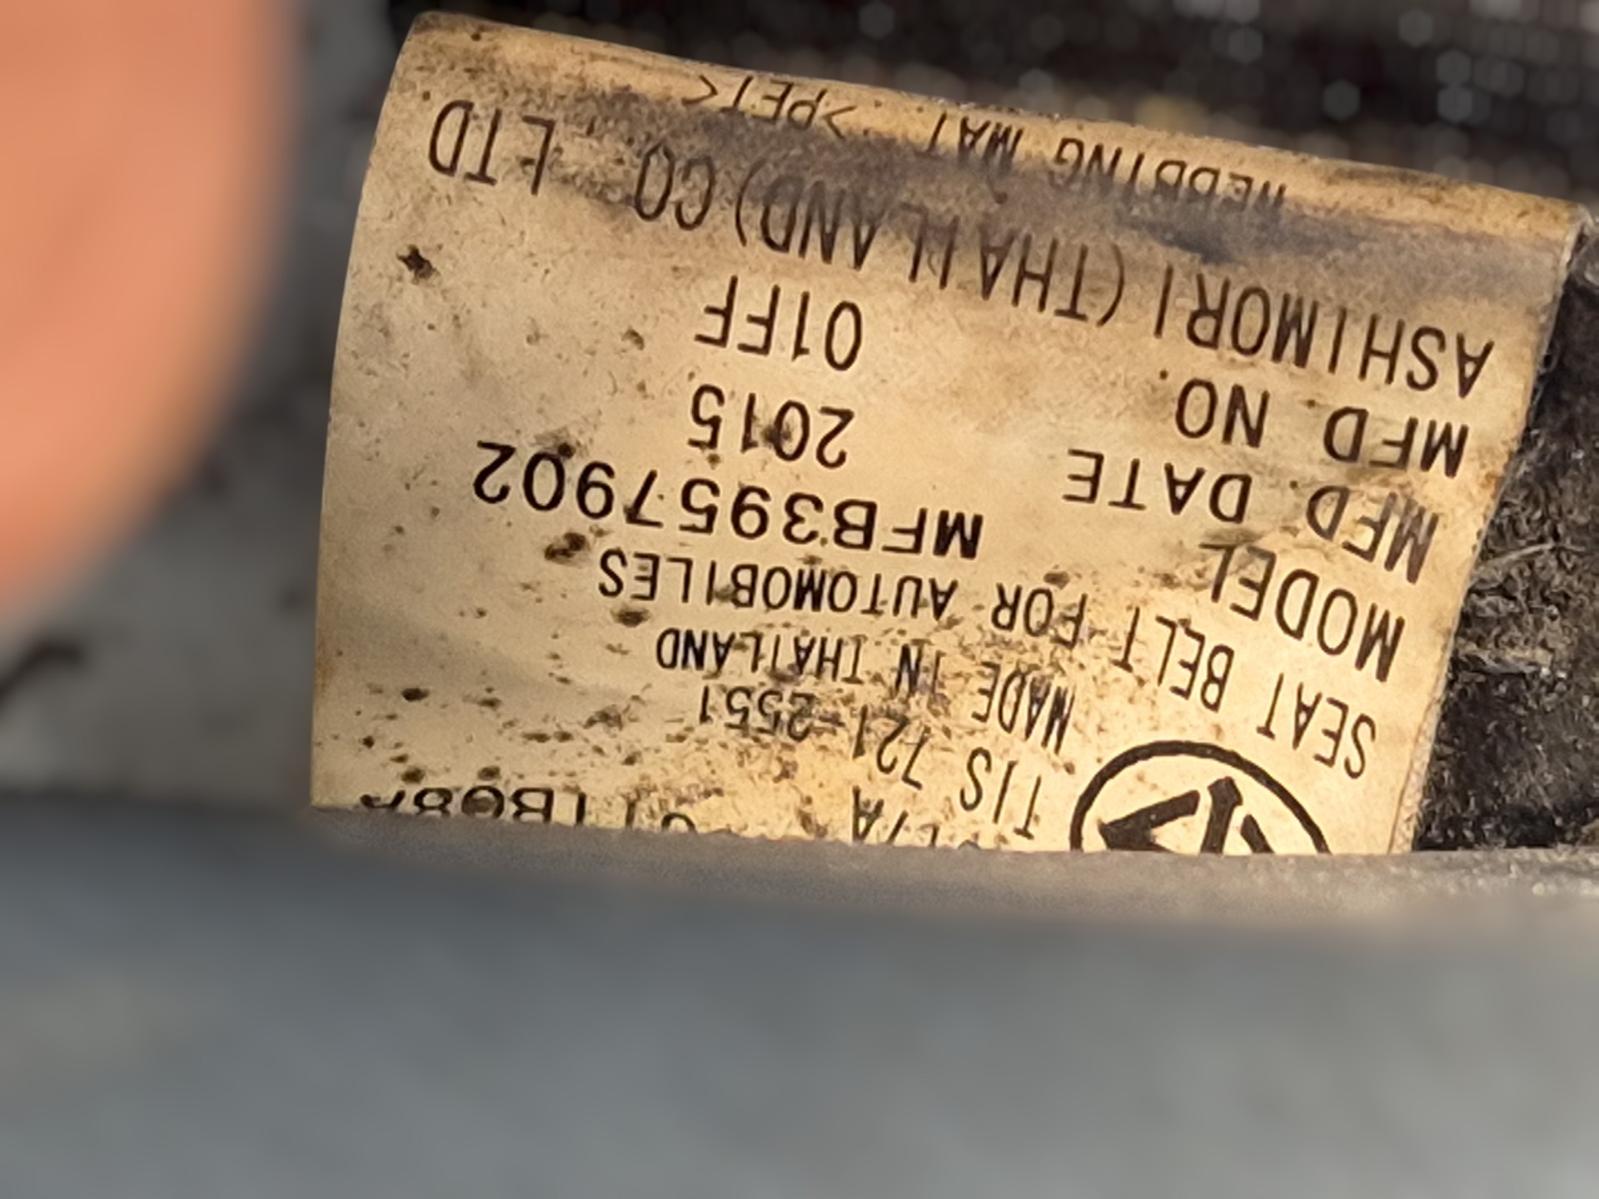 TIS 721-2551
MADE IN THAILAND
SEAT BELT FOR AUTOMOBILES
MODEL MFB3957902
MFD DATE 2015
MFD NO. 01FF
ASHIMORI (THAILAND) CO LTD
WEBBING MAT. >PET<